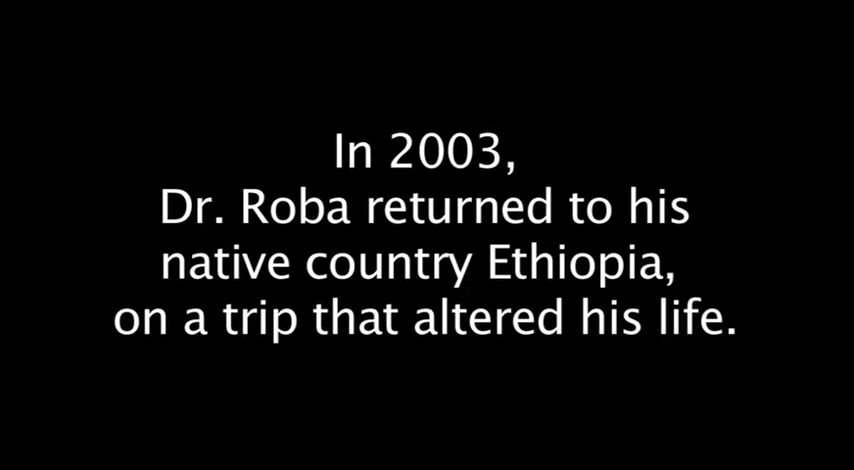 In 2003,
Dr. Roba returned to his
native country Ethiopia,
on a trip that altered his life.